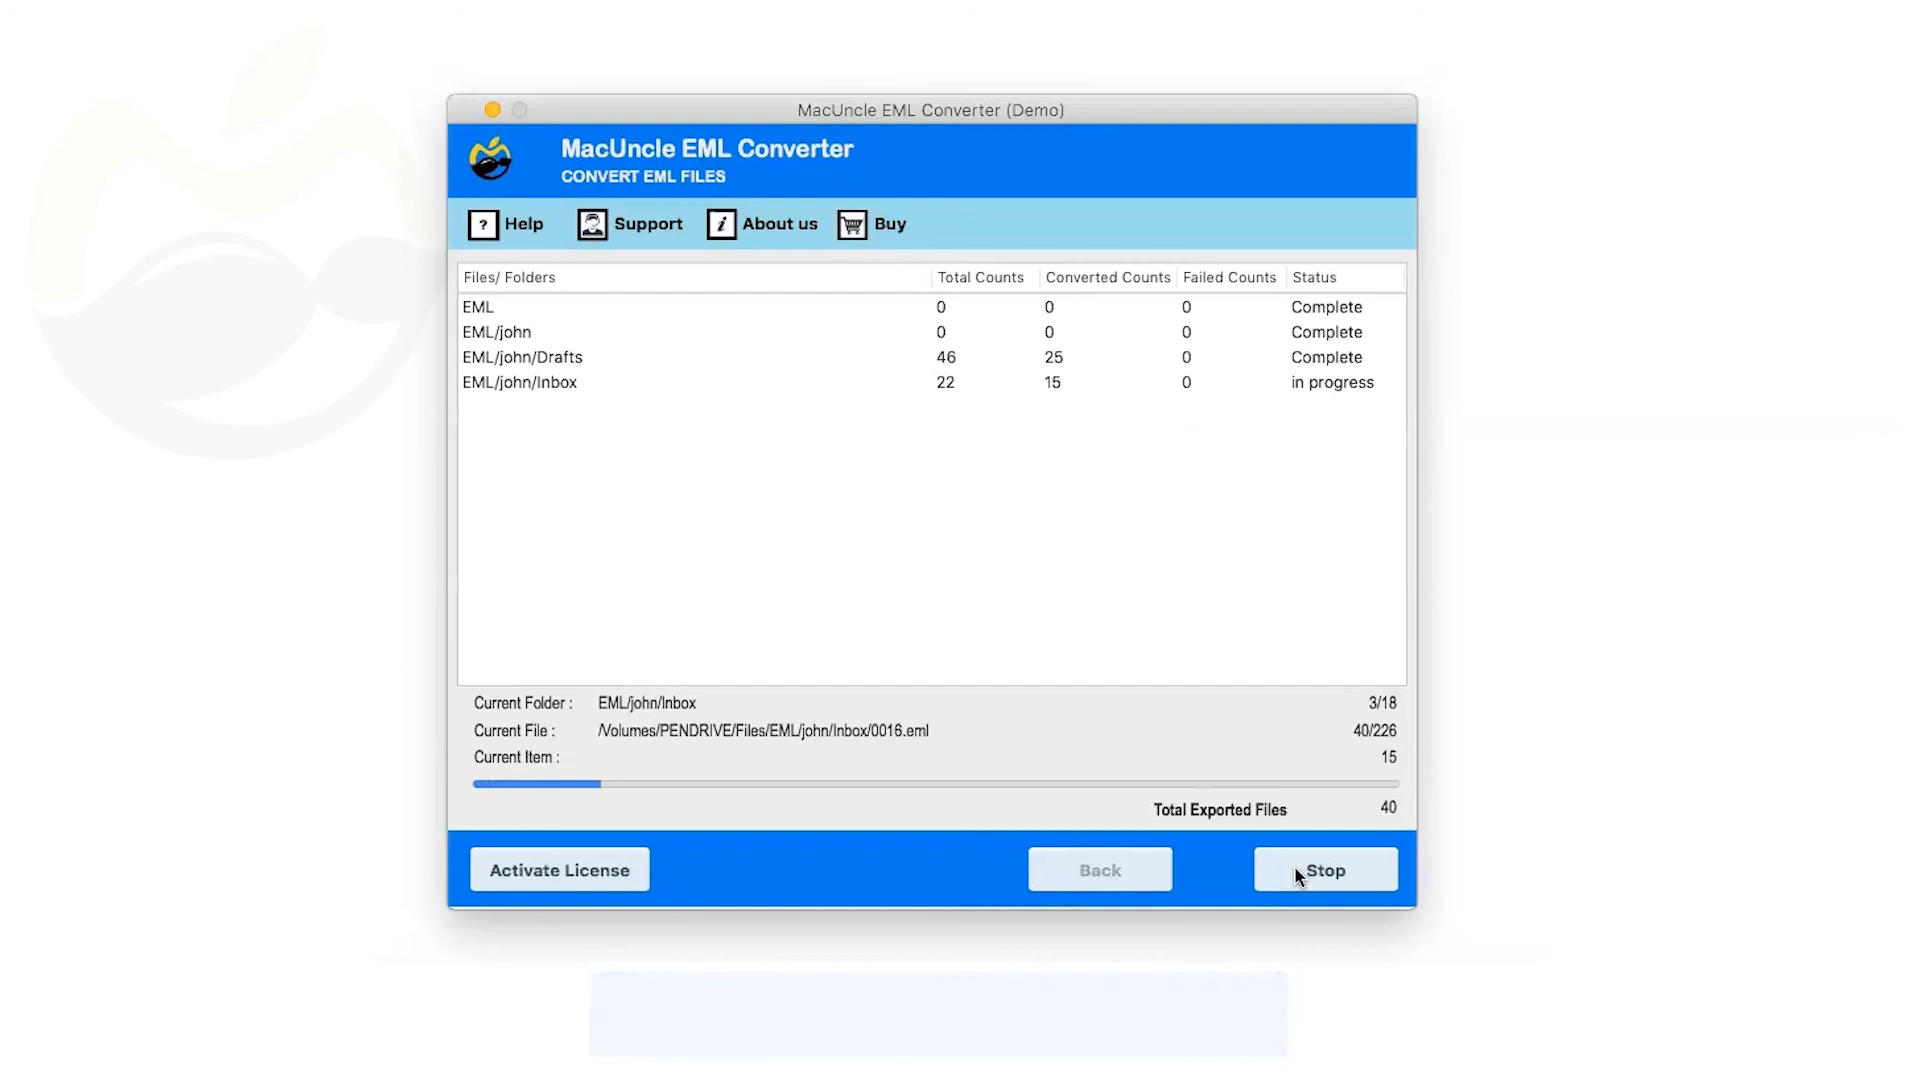 MacUncle EML Converter (Demo)
MacUncle EML Converter
CONVERT EML FILES
? Help Support i About us Buy
Files/ Folders Total Counts Converted Counts Failed Counts Status
EML 0 0 0 Complete
EML/john 0 0 0 Complete
EML/john/Drafts 46 25 0 Complete
EML/john/Inbox 22 15 0 in progress
Current Folder : EML/john/Inbox 3/18
Current File : /Volumes/PENDRIVE/Files/EML/john/Inbox/0016.eml 40/226
Current Item : 15
Total Exported Files 40
Activate License Back Stop